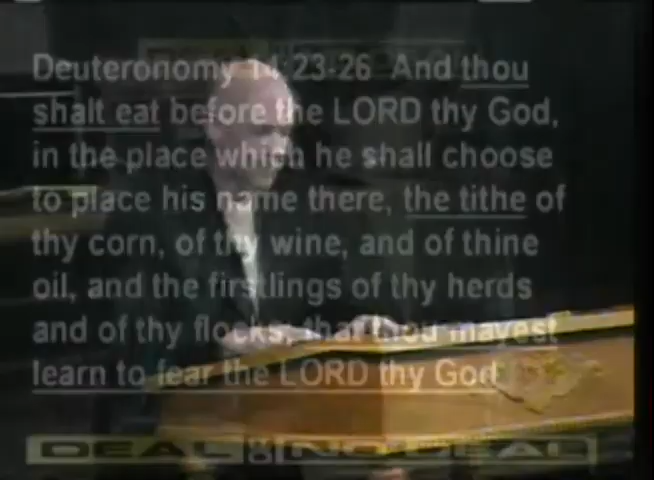 Deuteronomy 14:23-26 And thou
shalt eat before the LORD thy God,
in the place which he shall choose
to place his name there, the tithe of
thy corn, of thy wine, and of thine
oil, and the firstlings of thy herds
and of thy flocks; that thou mayest
learn to fear the LORD thy God
DEAL OR NO DEAL